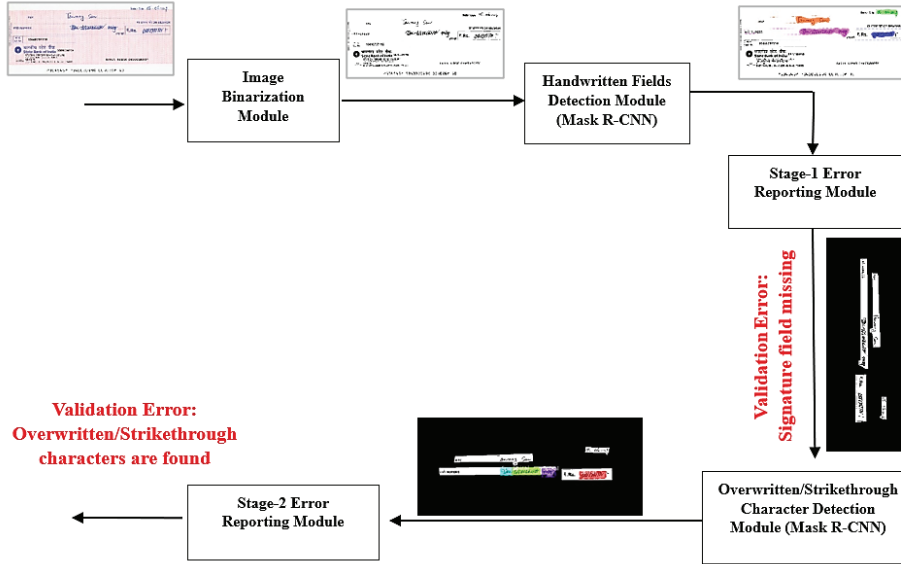 Image
Binarization
Module
Handwritten Fields
Detection Module
(Mask R-CNN)
Stage-1 Error
Reporting Module
Validation Error:
Signature field missing
Overwritten/Strikethrough
Character Detection
Module (Mask R-CNN)
Validation Error:
Overwritten/Strikethrough
characters are found
Stage-2 Error
Reporting Module